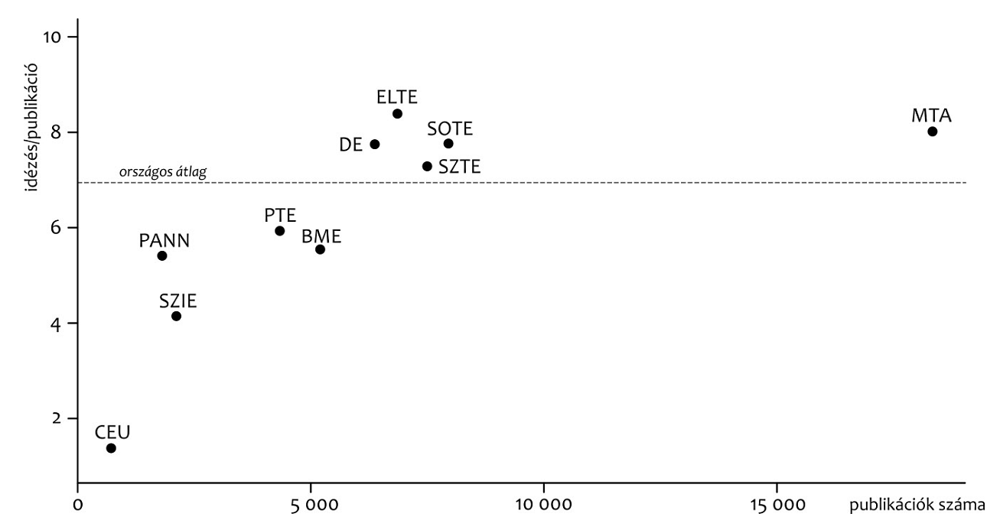 idézés/publikáció
10
8
6
4
2
ELTE
MTA
SOTE
DE
SZTE
országos átlag
PTE
BME
PANN
SZIE
CEU
0
5 000
10 000
15 000
publikációk száma